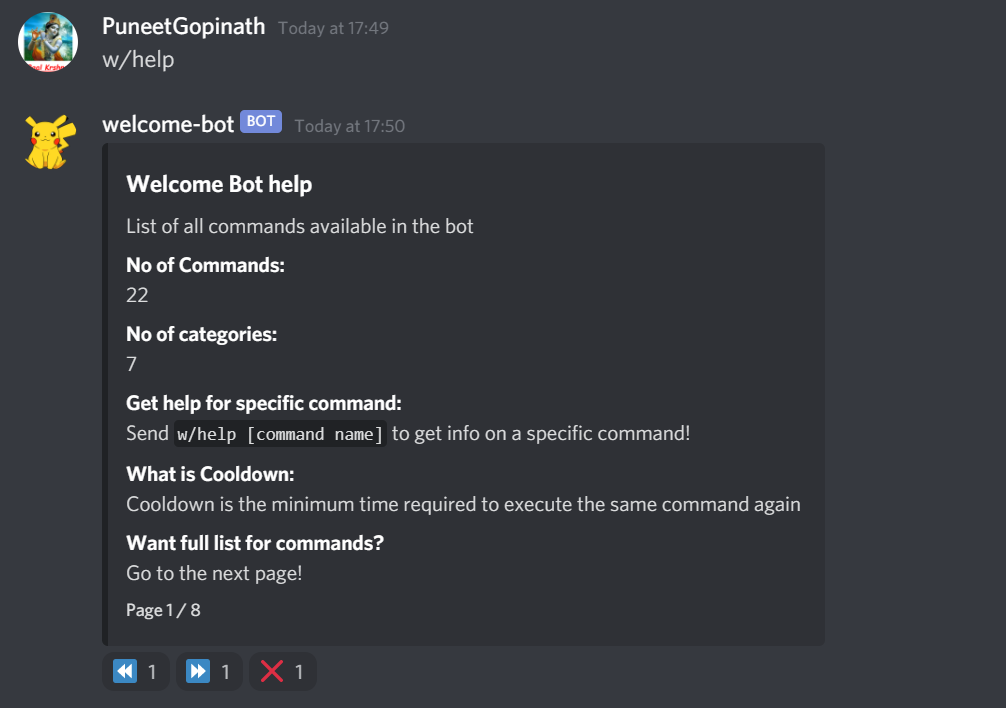 PuneetGopinath Today at 17:49
w/help
welcome-bot BOT Today at 17:50
Welcome Bot help
List of all commands available in the bot
No of Commands:
22
No of categories:
7
Get help for specific command:
Send w/help [command name] to get info on a specific command!
What is Cooldown:
Cooldown is the minimum time required to execute the same command again
Want full list for commands?
Go to the next page!
Page 1 / 8
1 1 1